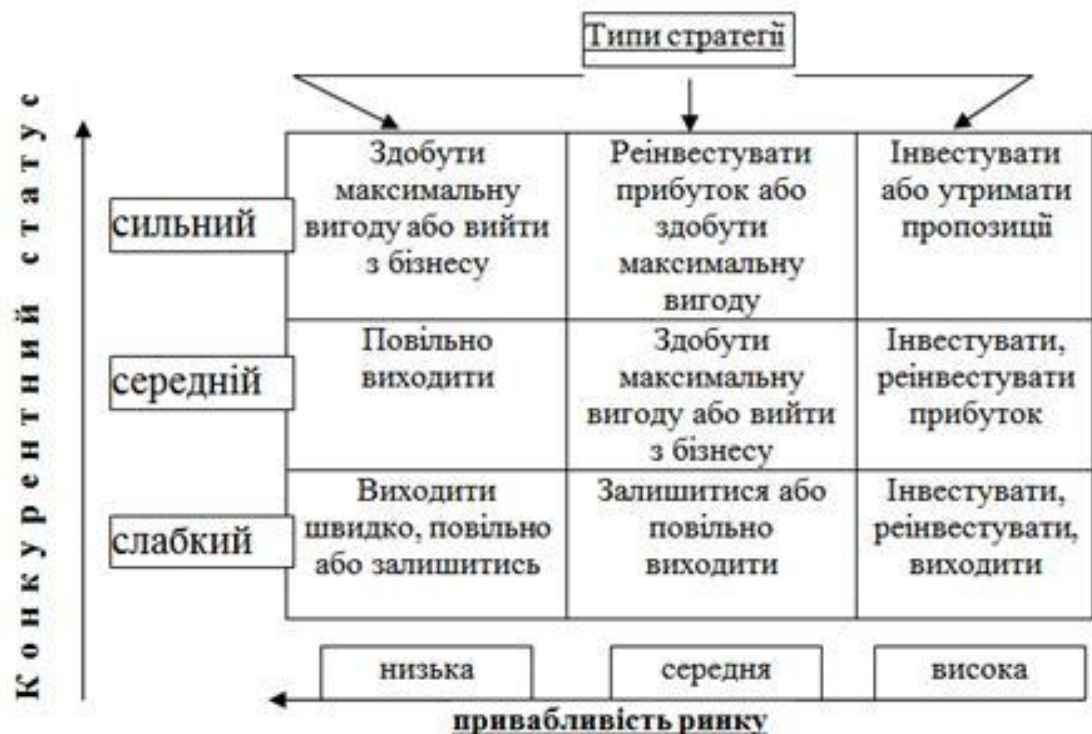 Типи стратегії
Конкурентний статус
сильний
Здобути
максимальну
вигоду або вийти
з бізнесу
Реінвестувати
прибуток або
здобути
максимальну
вигоду
Інвестувати
або утримати
пропозиції
середній
Повільно
виходити
Здобути
максимальну
вигоду або вийти
з бізнесу
Інвестувати,
реінвестувати
прибуток
слабкий
Виходити
швидко, повільно
або залишитись
Залишитися або
повільно
виходити
Інвестувати,
реінвестувати,
виходити
низька
середня
висока
привабливість ринку